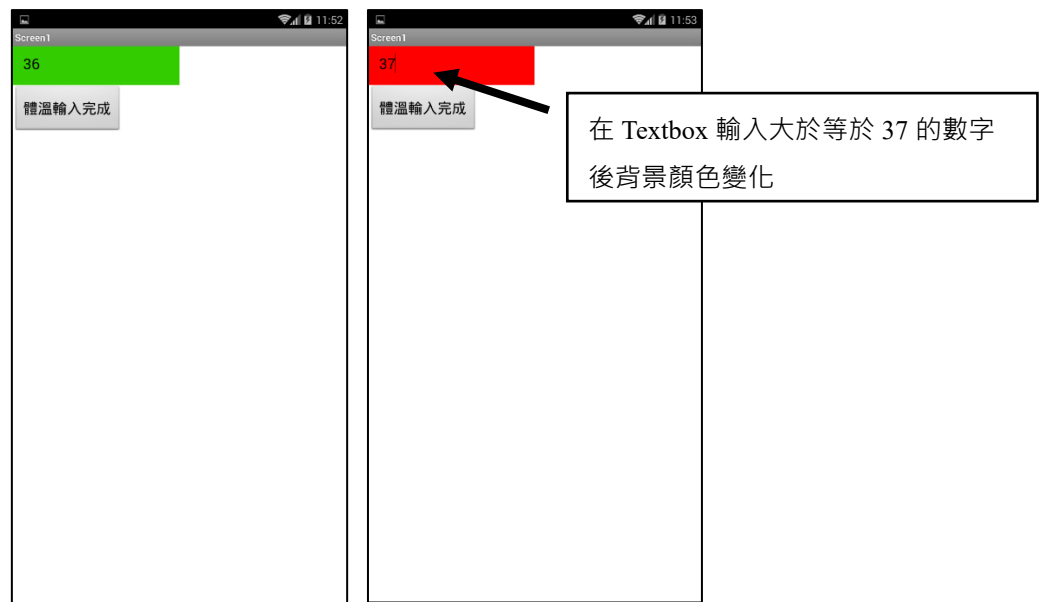 11:52
Screen1
36
體溫輸入完成
11:53
Screen1
37
體溫輸入完成
在 Textbox 輸入大於等於 37 的數字
後背景顏色變化